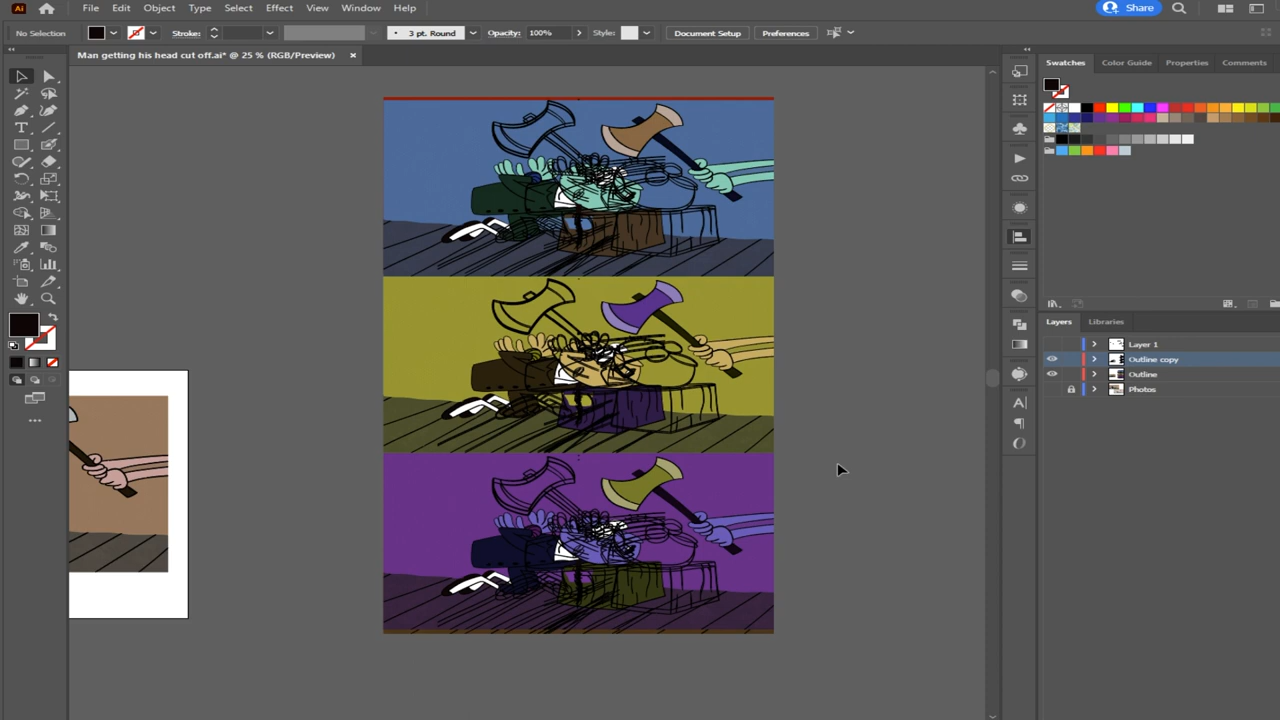 Ai File Edit Object Type Select Effect View Window Help Share
No Selection Stroke: 3 pt. Round Opacity: 100% Style: Document Setup Preferences
Man getting his head cut off.ai* @ 25 % (RGB/Preview)
Swatches Color Guide Properties Comments
Layers Libraries
Layer 1
Outline copy
Outline
Photos